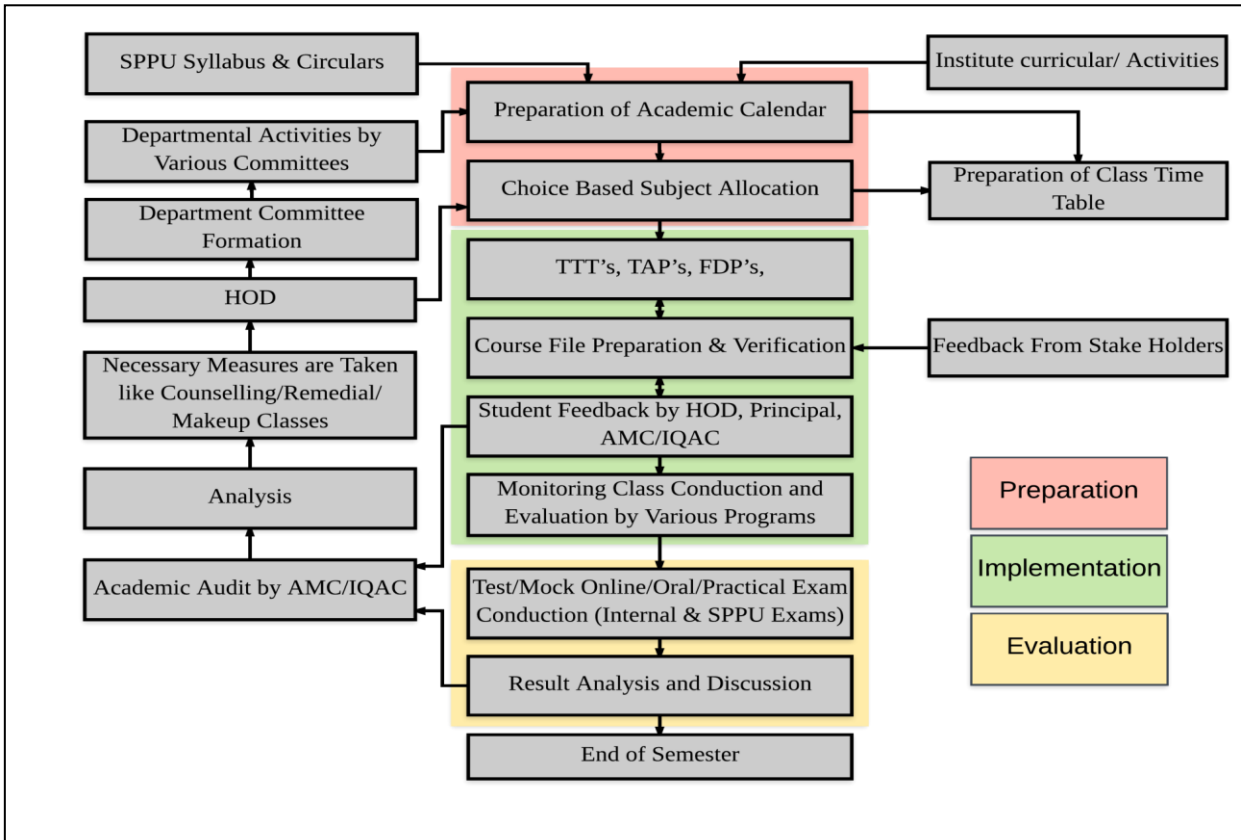 SPPU Syllabus & Circulars
Institute curricular/ Activities
Preparation of Academic Calendar
Departmental Activities by
Various Committees
Choice Based Subject Allocation
Preparation of Class Time
Table
Department Committee
Formation
TTT's, TAP's, FDP's,
HOD
Course File Preparation & Verification
Feedback From Stake Holders
Necessary Measures are Taken
like Counselling/Remedial/
Makeup Classes
Student Feedback by HOD, Principal,
AMC/IQAC
Analysis
Monitoring Class Conduction and
Evaluation by Various Programs
Preparation
Implementation
Evaluation
Academic Audit by AMC/IQAC
Test/Mock Online/Oral/Practical Exam
Conduction (Internal & SPPU Exams)
Result Analysis and Discussion
End of Semester